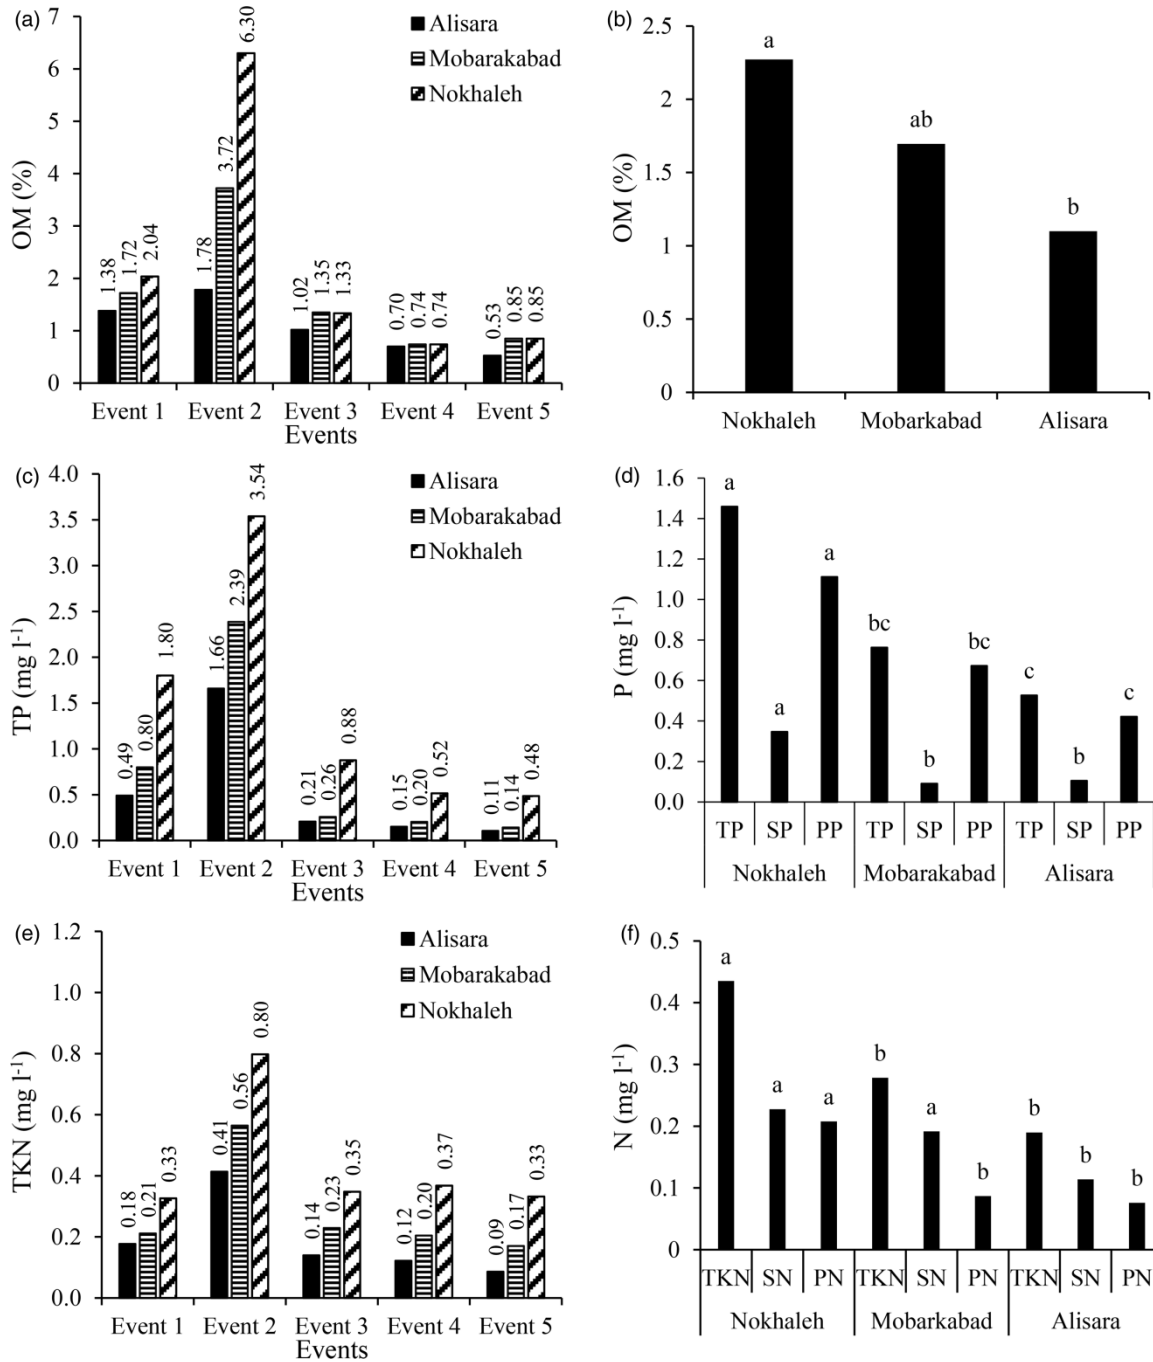 (a)
OM (%)
7
6
5
4
3
2
1
0
Alisara
Mobarakabad
Nokhaleh
1.38
1.72
2.04
1.78
3.72
6.30
1.02
1.35
1.33
0.70
0.74
0.74
0.53
0.85
0.85
Event 1 Event 2 Event 3 Event 4 Event 5
Events
(b)
OM (%)
2.5
2
1.5
1
0.5
0
a
ab
b
Nokhaleh Mobarkabad Alisara
(c)
TP (mg l-1)
4.0
3.5
3.0
2.5
2.0
1.5
1.0
0.5
0.0
Alisara
Mobarakabad
Nokhaleh
0.49
0.80
1.80
1.66
2.39
3.54
0.21
0.26
0.88
0.15
0.20
0.52
0.11
0.14
0.48
Event 1 Event 2 Event 3 Event 4 Event 5
Events
(d)
P (mg l-1)
1.6
1.4
1.2
1.0
0.8
0.6
0.4
0.2
0.0
a
a
a
bc
b
bc
c
b
c
TP SP PP TP SP PP TP SP PP
Nokhaleh Mobarakabad Alisara
(e)
TKN (mg l-1)
1.2
1.0
0.8
0.6
0.4
0.2
0.0
Alisara
Mobarakabad
Nokhaleh
0.18
0.21
0.33
0.41
0.56
0.80
0.14
0.23
0.35
0.12
0.20
0.37
0.09
0.17
0.33
Event 1 Event 2 Event 3 Event 4 Event 5
Events
(f)
N (mg l-1)
0.5
0.4
0.3
0.2
0.1
0
a
a
a
b
a
b
b
b
b
TKN SN PN TKN SN PN TKN SN PN
Nokhaleh Mobarakabad Alisara